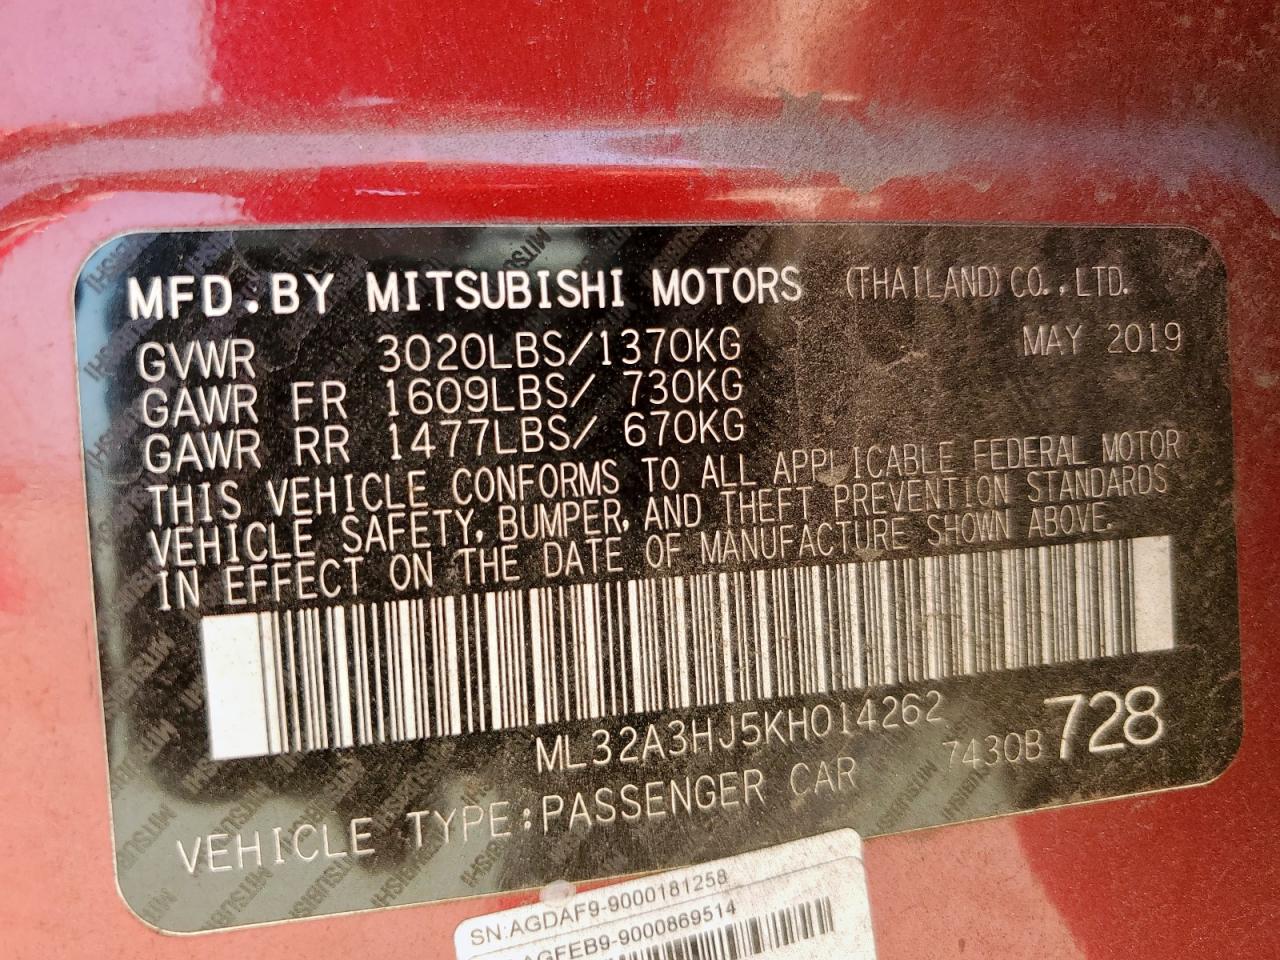 MFD.BY MITSUBISHI MOTORS (THAILAND) CO.,LTD.
GVWR 3020LBS/1370KG MAY 2019
GAWR FR 1609LBS/ 730KG
GAWR RR 1477LBS/ 670KG
THIS VEHICLE CONFORMS TO ALL APPLICABLE FEDERAL MOTOR
VEHICLE SAFETY, BUMPER, AND THEFT PREVENTION STANDARDS
IN EFFECT ON THE DATE OF MANUFACTURE SHOWN ABOVE.
ML32A3HJ5KH014262
7430B 728
VEHICLE TYPE:PASSENGER CAR
SN:AGDAF9-9000181258
AGFEB9-9000869514